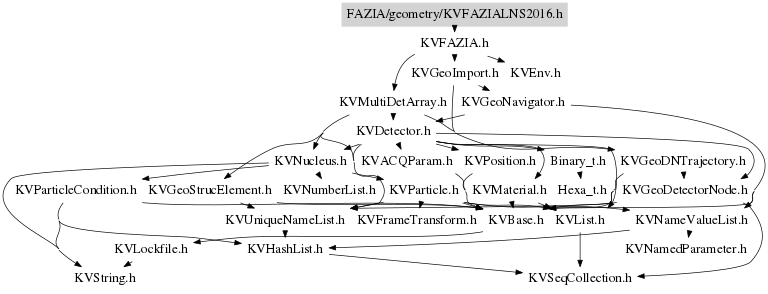 FAZIA/geometry/KVFAZIALNS2016.h
KVFAZIA.h
KVGeoImport.h KVEnv.h
KVMultiDetArray.h KVGeoNavigator.h
KVDetector.h
KVNucleus.h KVACQParam.h KVPosition.h Binary_t.h KVGeoDNTrajectory.h
KVParticleCondition.h KVGeoStrucElement.h KVNumberList.h KVParticle.h KVMaterial.h Hexa_t.h KVGeoDetectorNode.h
KVUniqueNameList.h KVFrameTransform.h KVBase.h KVList.h KVNameValueList.h
KVLockfile.h KVHashList.h KVNamedParameter.h
KVString.h KVSeqCollection.h